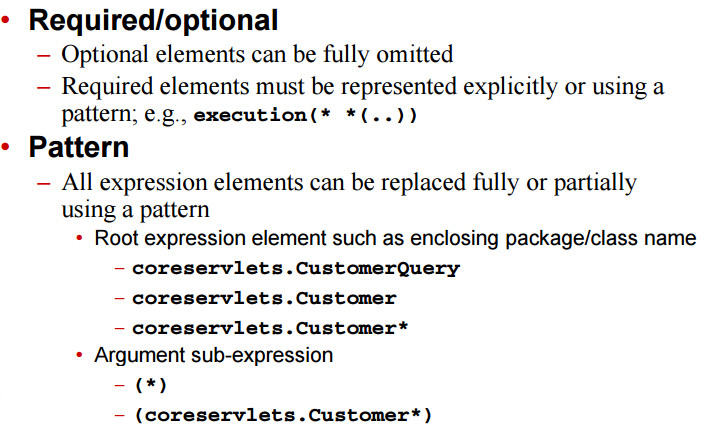 • Required/optional
– Optional elements can be fully omitted
– Required elements must be represented explicitly or using a
pattern; e.g., execution(* *(..))
• Pattern
– All expression elements can be replaced fully or partially
using a pattern
• Root expression element such as enclosing package/class name
– coreservlets.CustomerQuery
– coreservlets.Customer
– coreservlets.Customer*
• Argument sub-expression
– (*)
– (coreservlets.Customer*)